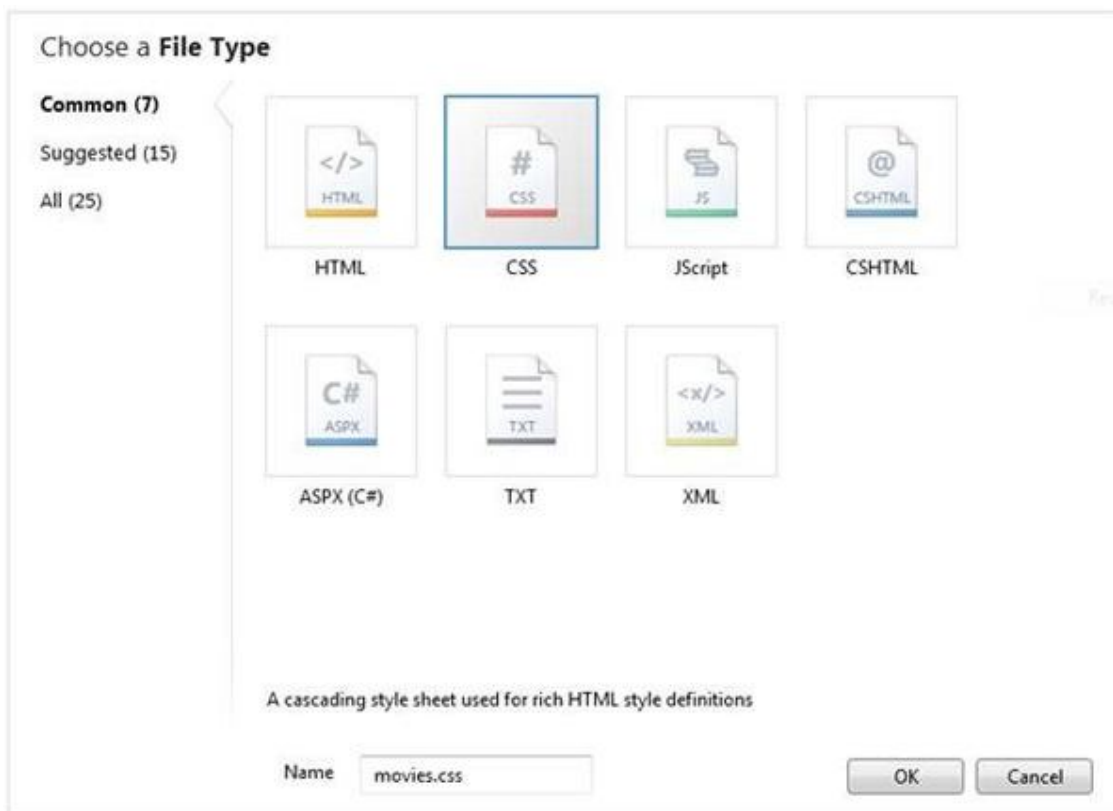 Choose a File Type
Common (7)
Suggested (15)
All (25)
</>
HTML
HTML
#
CSS
CSS
JS
JScript
@
CSHTML
CSHTML
C#
ASPX
ASPX (C#)
TXT
TXT
<x/>
XML
XML
A cascading style sheet used for rich HTML style definitions
Name
movies.css
OK
Cancel